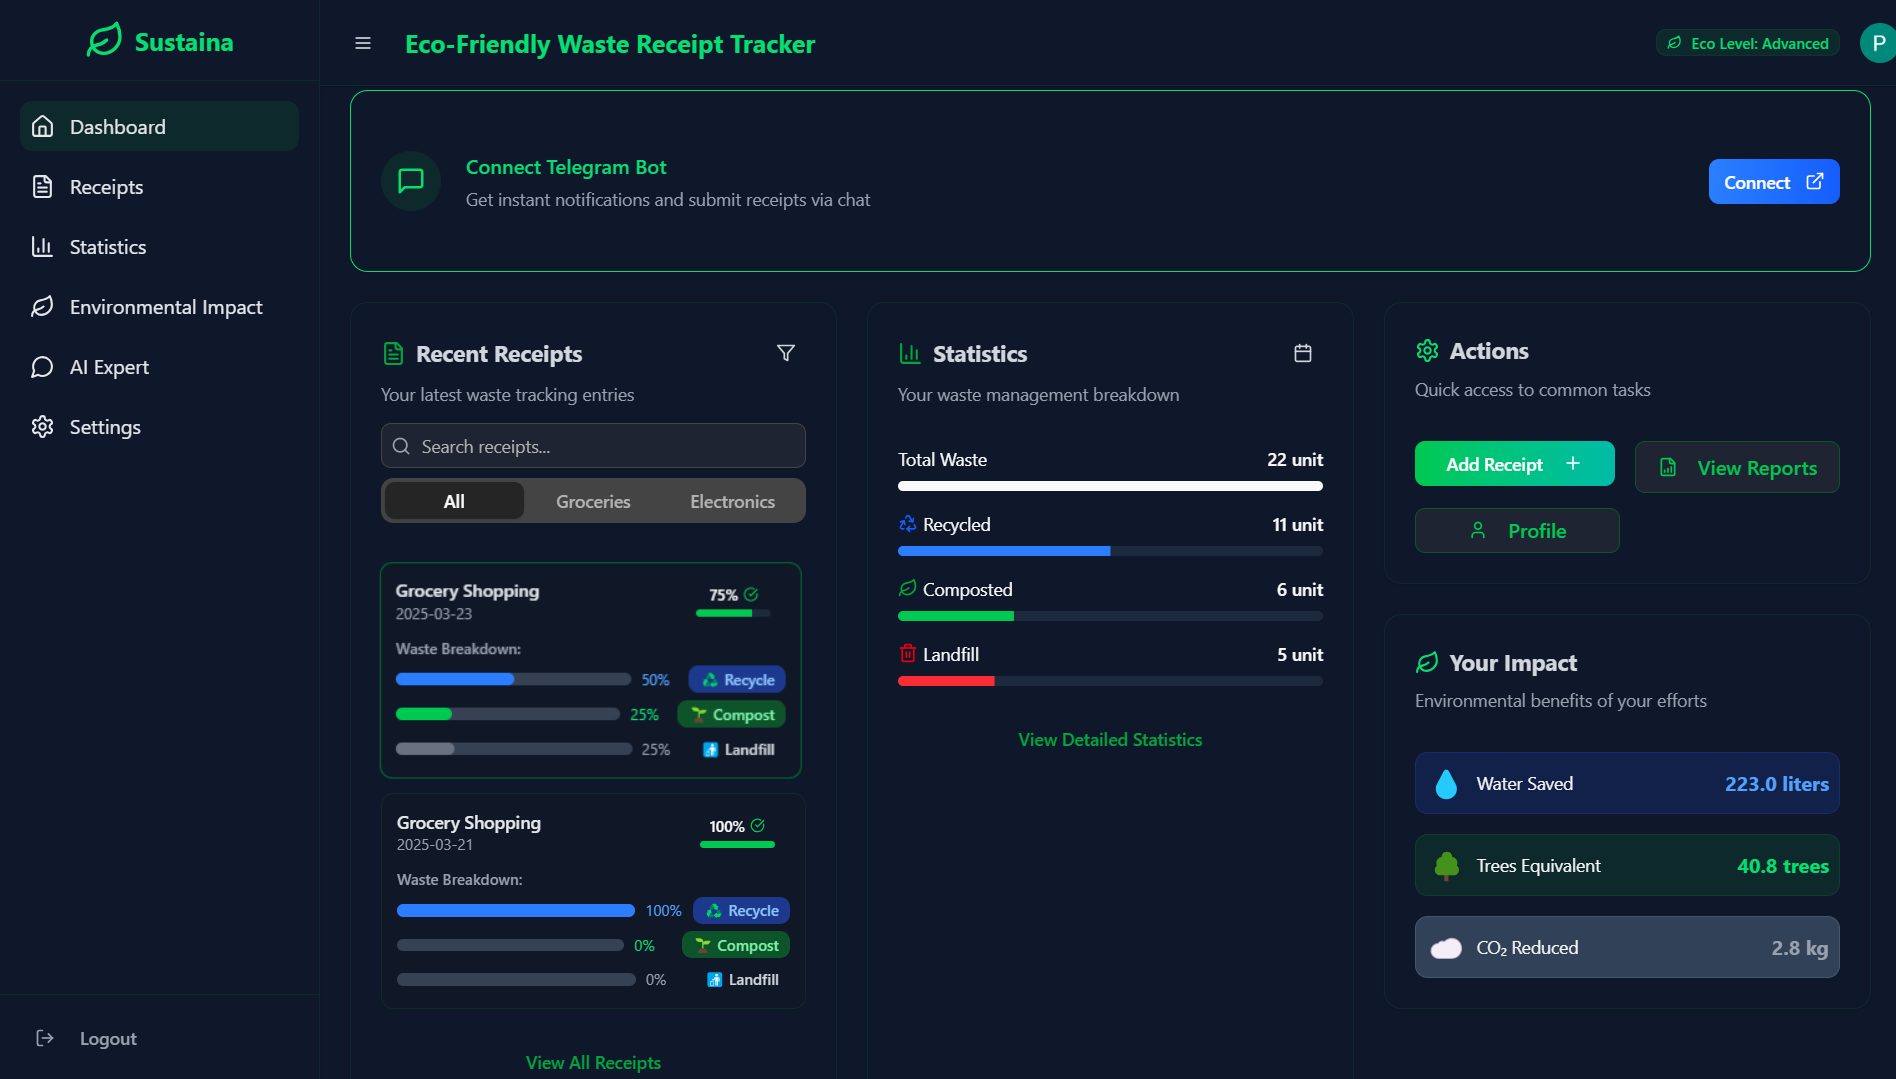 Sustaina
Eco-Friendly Waste Receipt Tracker
Eco Level: Advanced
P
Dashboard
Receipts
Statistics
Environmental Impact
AI Expert
Settings
Logout
Connect Telegram Bot
Get instant notifications and submit receipts via chat
Connect
Recent Receipts
Your latest waste tracking entries
Search receipts...
All Groceries Electronics
Grocery Shopping
75%
2025-03-23
Waste Breakdown:
50% Recycle
25% Compost
25% Landfill
Grocery Shopping
100%
2025-03-21
Waste Breakdown:
100% Recycle
0% Compost
0% Landfill
View All Receipts
Statistics
Your waste management breakdown
Total Waste 22 unit
Recycled 11 unit
Composted 6 unit
Landfill 5 unit
View Detailed Statistics
Actions
Quick access to common tasks
Add Receipt +
View Reports
Profile
Your Impact
Environmental benefits of your efforts
Water Saved 223.0 liters
Trees Equivalent 40.8 trees
CO₂ Reduced 2.8 kg